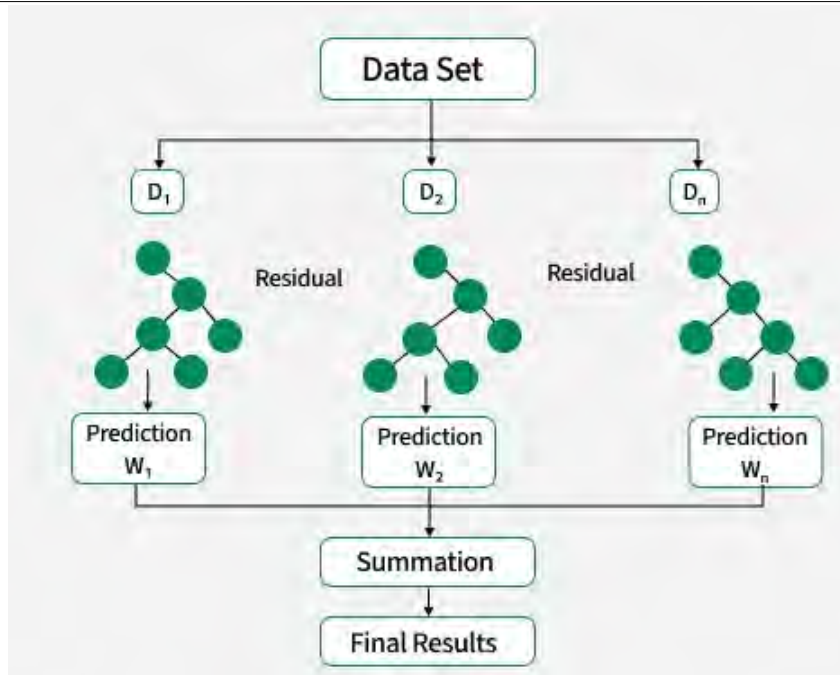 Data Set
D₁
D₂
Dₙ
Residual
Residual
Prediction
W₁
Prediction
W₂
Prediction
Wₙ
Summation
Final Results